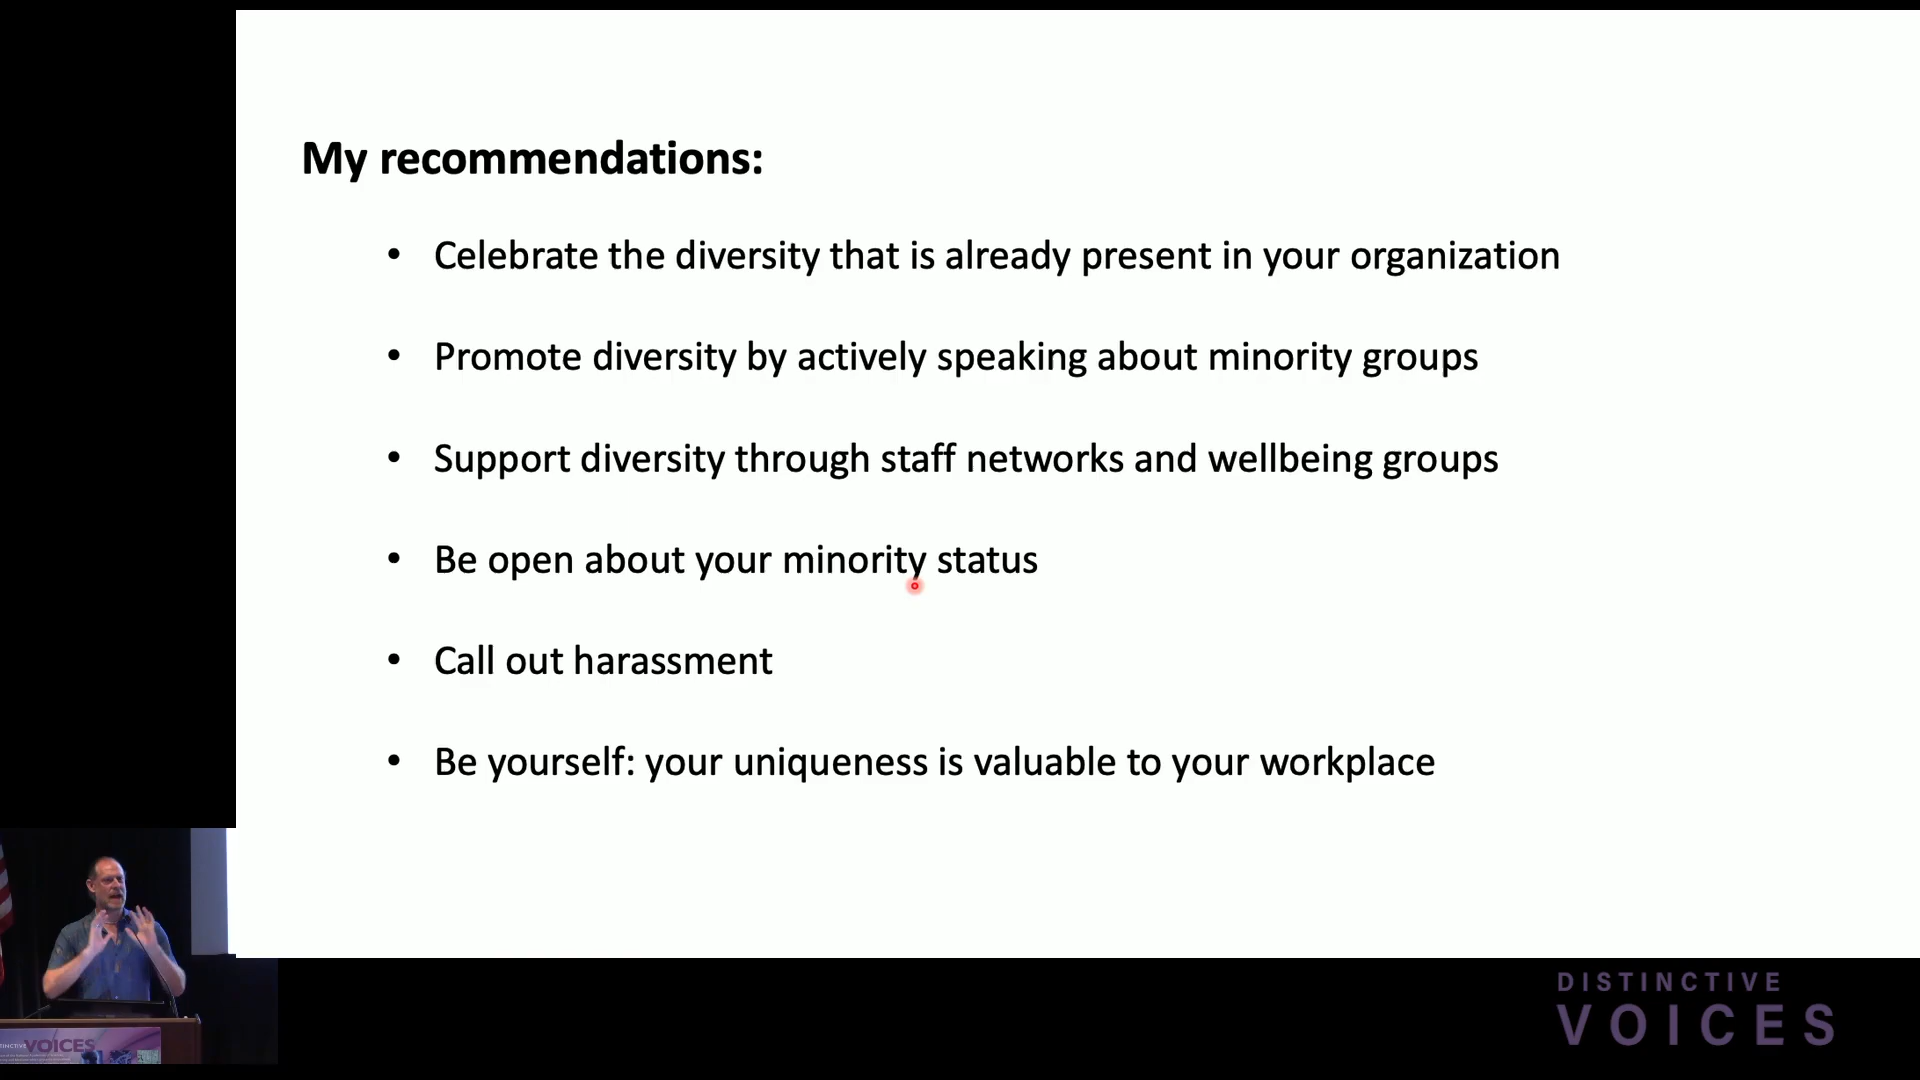 My recommendations:
• Celebrate the diversity that is already present in your organization
• Promote diversity by actively speaking about minority groups
• Support diversity through staff networks and wellbeing groups
• Be open about your minority status
• Call out harassment
• Be yourself: your uniqueness is valuable to your workplace
DISTINCTIVE
VOICES
VOICES